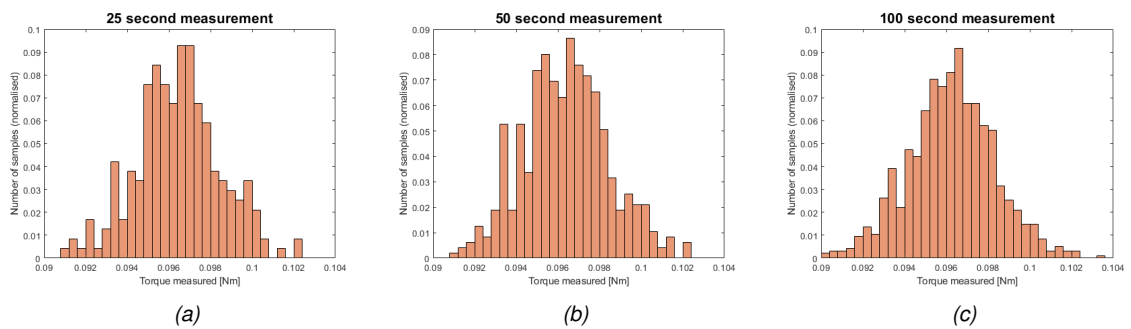 25 second measurement
Number of samples (normalised)
0.1
0.09
0.08
0.07
0.06
0.05
0.04
0.03
0.02
0.01
0
0.09 0.092 0.094 0.096 0.098 0.1 0.102 0.104
Torque measured [Nm]
(a)
50 second measurement
Number of samples (normalised)
0.09
0.08
0.07
0.06
0.05
0.04
0.03
0.02
0.01
0
0.09 0.092 0.094 0.096 0.098 0.1 0.102 0.104
Torque measured [Nm]
(b)
100 second measurement
Number of samples (normalised)
0.1
0.09
0.08
0.07
0.06
0.05
0.04
0.03
0.02
0.01
0
0.09 0.092 0.094 0.096 0.098 0.1 0.102 0.104
Torque measured [Nm]
(c)